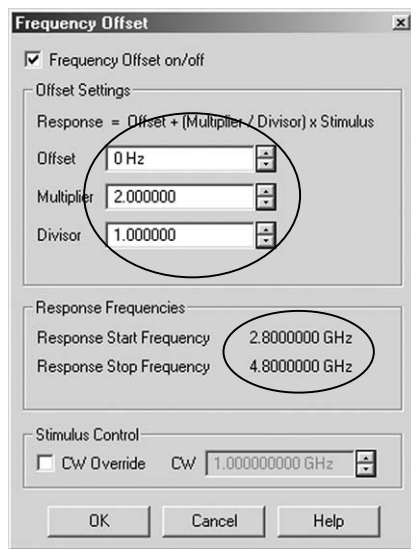 Frequency Offset
Frequency Offset on/off
Offset Settings
Response = Offset + (Multiplier / Divisor) x Stimulus
Offset 0 Hz
Multiplier 2.000000
Divisor 1.000000
Response Frequencies
Response Start Frequency 2.8000000 GHz
Response Stop Frequency 4.8000000 GHz
Stimulus Control
CW Override CW 1.000000000 GHz
OK Cancel Help